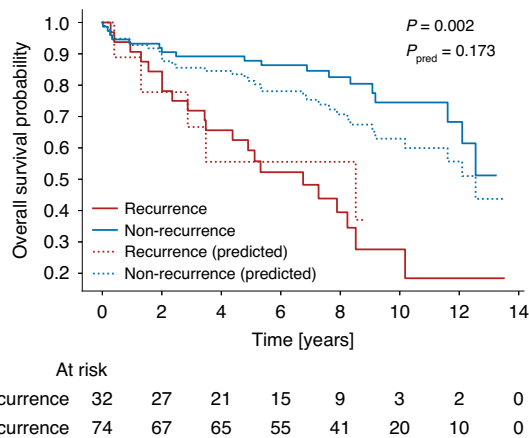 P = 0.002
P pred = 0.173
Overall survival probability
1.0
0.9
0.8
0.7
0.6
0.5
0.4
0.3
0.2
Recurrence
Non-recurrence
Recurrence (predicted)
Non-recurrence (predicted)
0 2 4 6 8 10 12 14
Time [years]
At risk
currence 32 27 21 15 9 3 2 0
currence 74 67 65 55 41 20 10 0